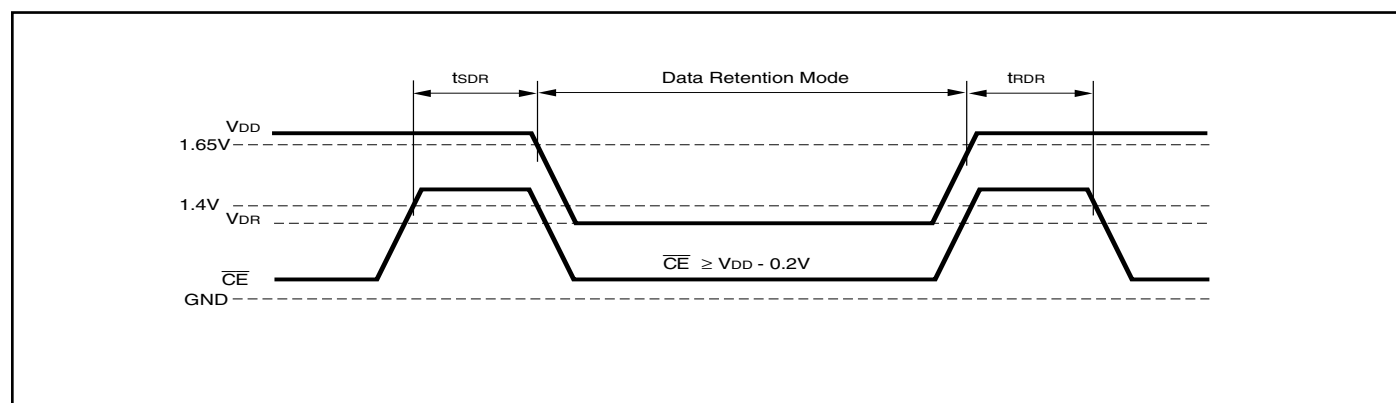 tSDR Data Retention Mode tRDR
VDD
1.65V
1.4V
VDR
CE ≥ VDD - 0.2V
CE
GND